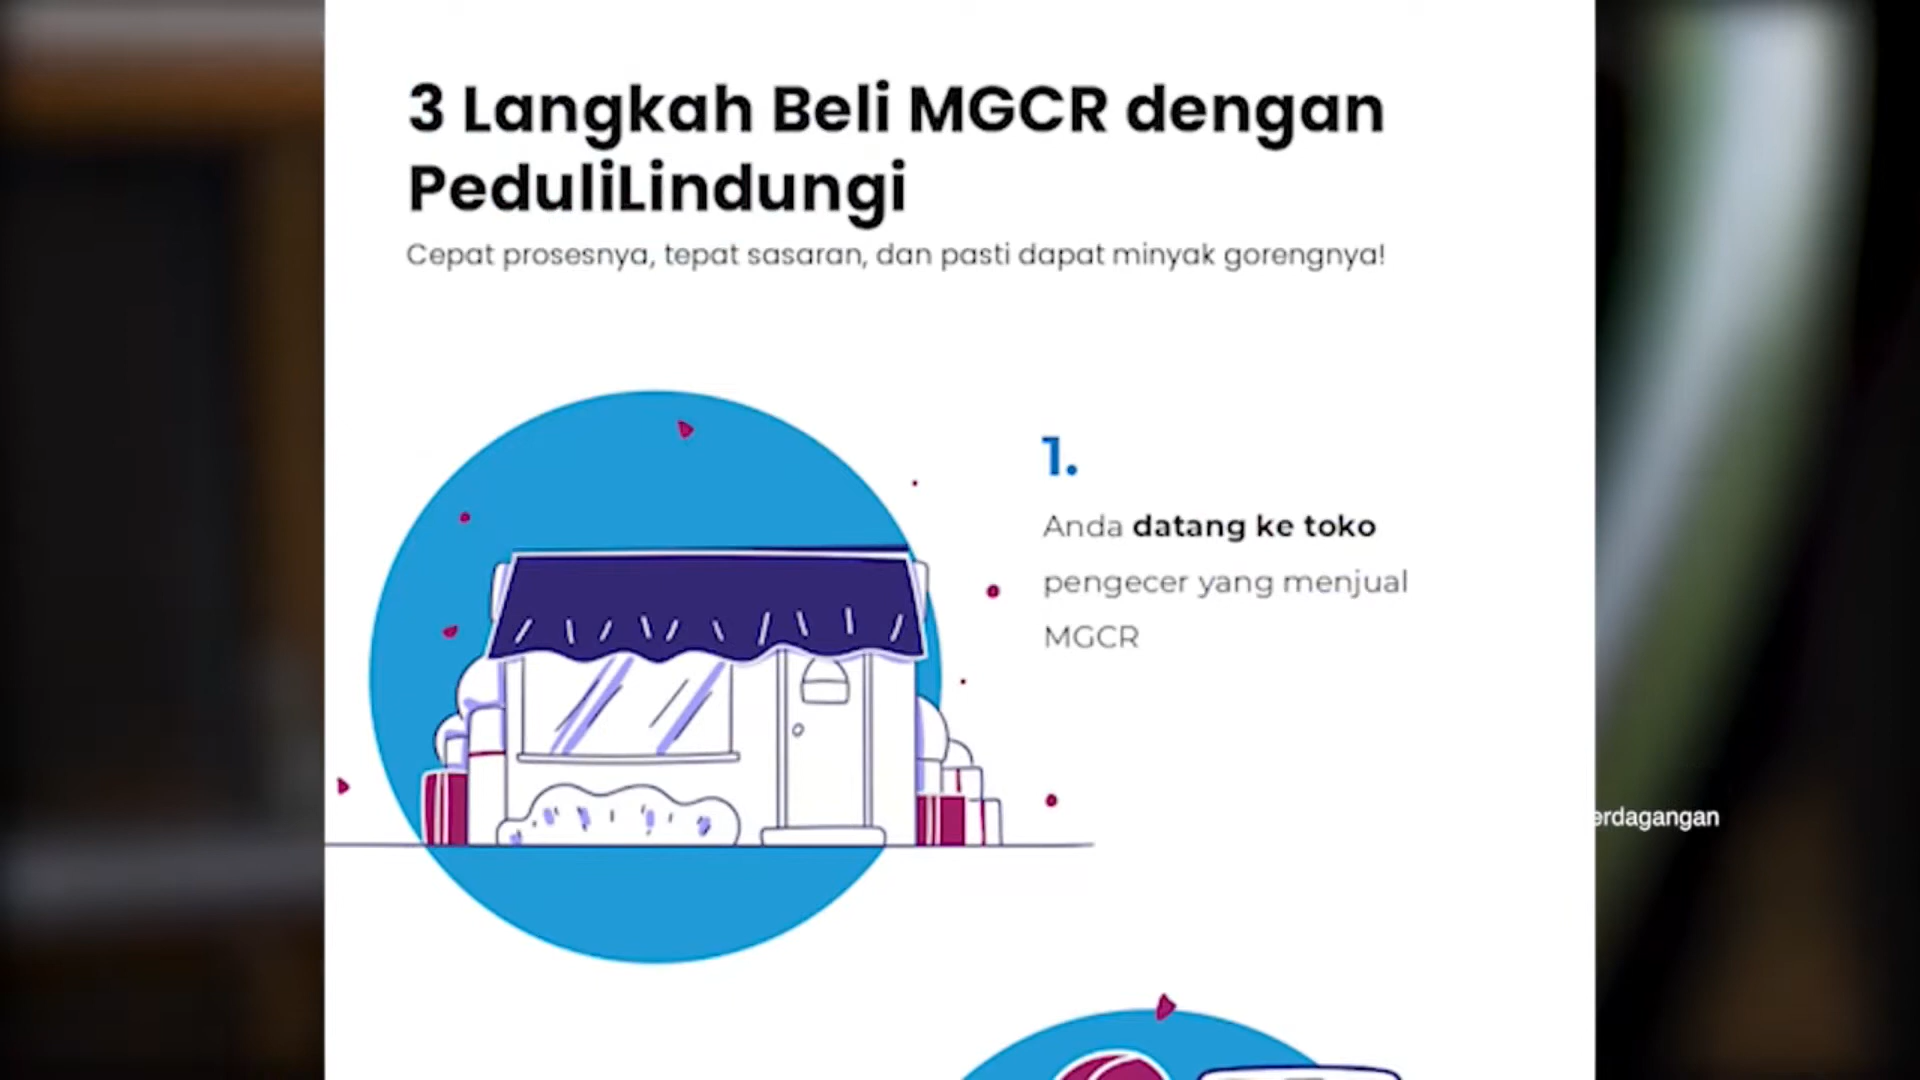 3 Langkah Beli MGCR dengan
PeduliLindungi
Cepat prosesnya, tepat sasaran, dan pasti dapat minyak gorengnya!
1.
Anda datang ke toko
pengecer yang menjual
MGCR
erdagangan